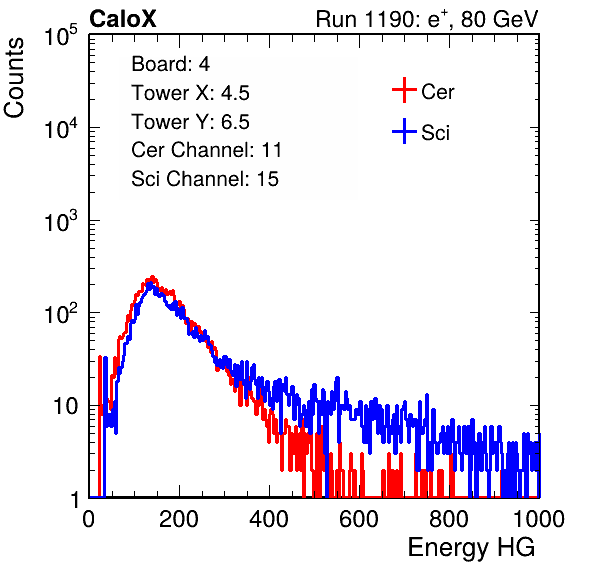 CaloX Run 1190: e⁺, 80 GeV
Counts
10⁵
10⁴
10³
10²
10
1
Board: 4
Tower X: 4.5
Tower Y: 6.5
Cer Channel: 11
Sci Channel: 15
Cer
Sci
0 200 400 600 800 1000
Energy HG